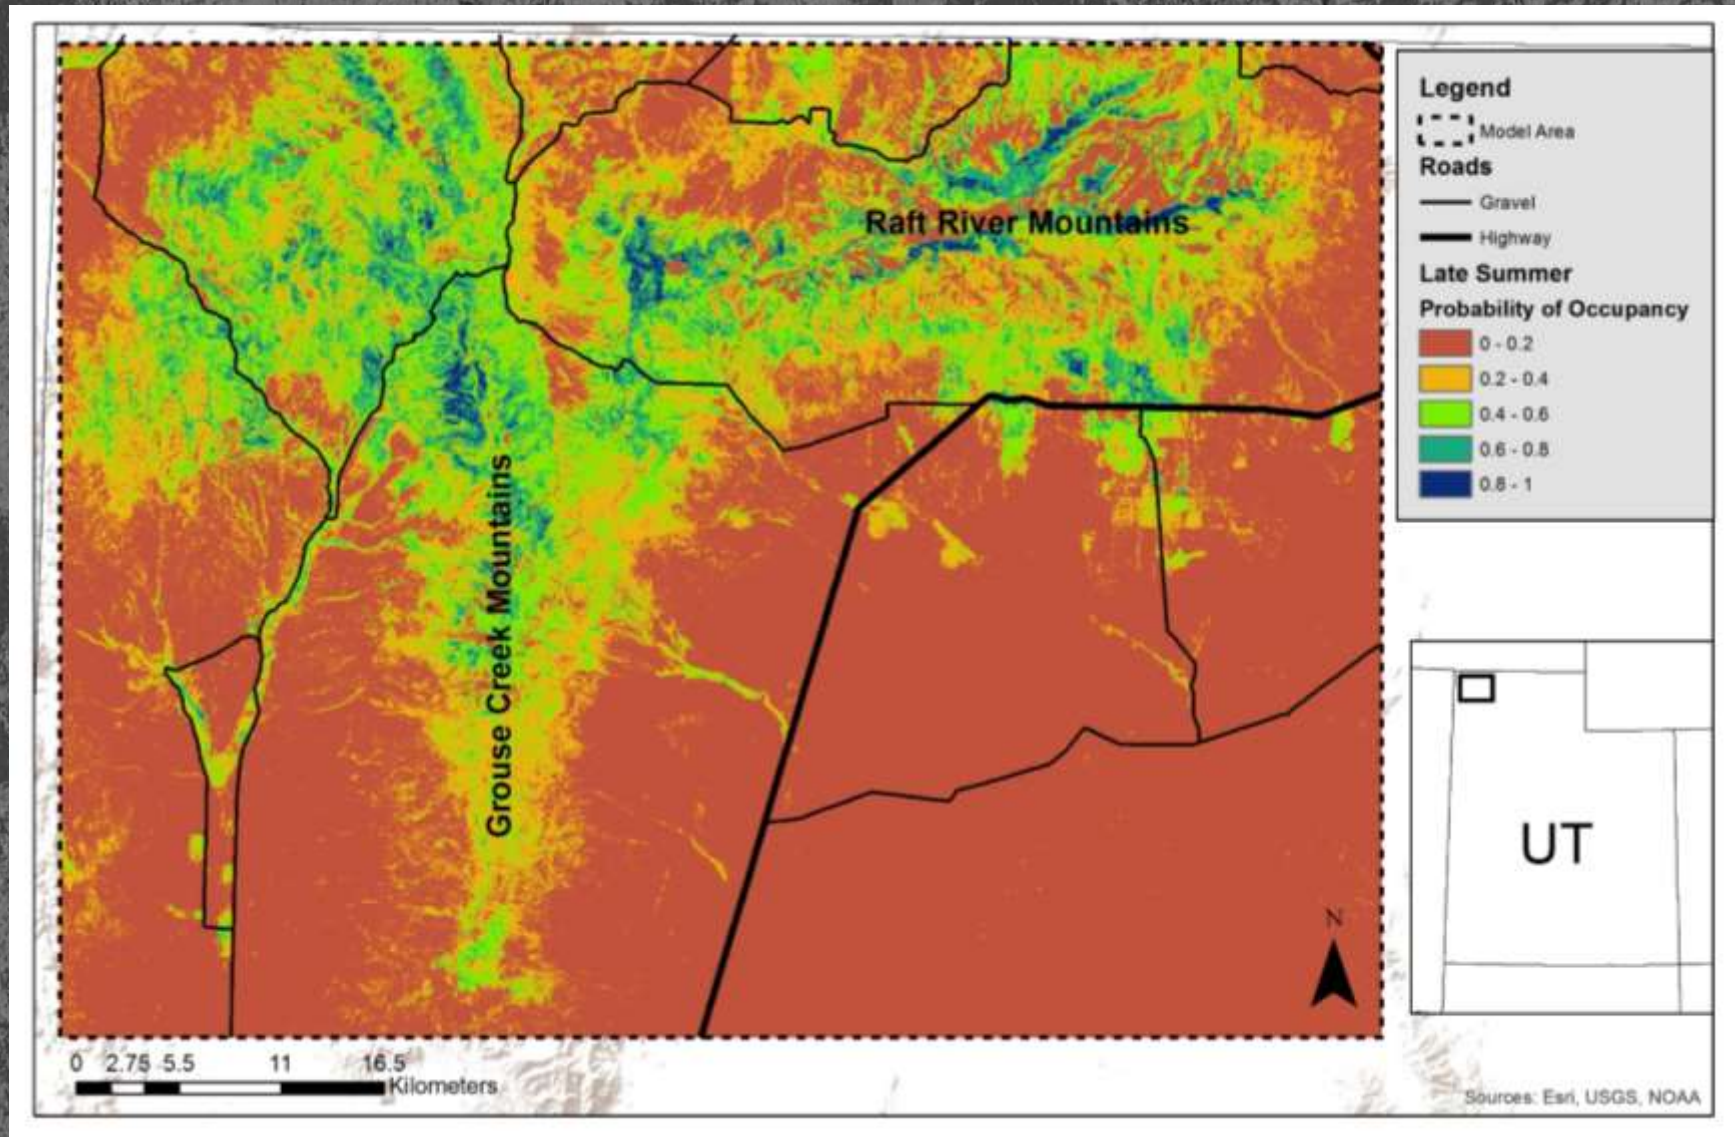 Raft River Mountains
Grouse Creek Mountains
N
0 2.75 5.5 11 16.5
Kilometers
Legend
Model Area
Roads
Gravel
Highway
Late Summer
Probability of Occupancy
0 - 0.2
0.2 - 0.4
0.4 - 0.6
0.6 - 0.8
0.8 - 1
UT
Sources: Esri, USGS, NOAA